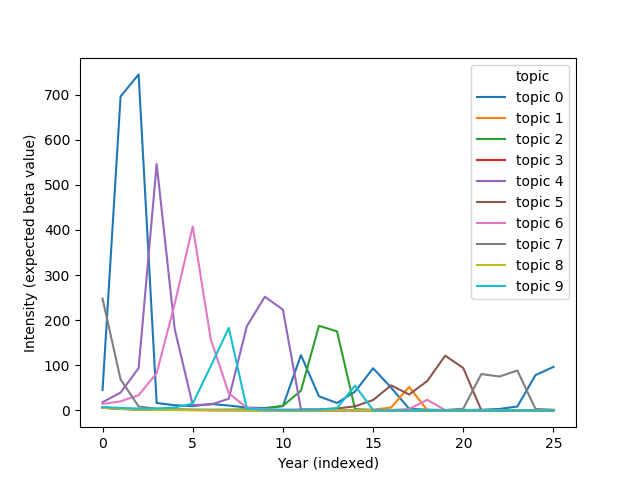 topic
topic 0
topic 1
topic 2
topic 3
topic 4
topic 5
topic 6
topic 7
topic 8
topic 9
Intensity (expected beta value)
700
600
500
400
300
200
100
0
0 5 10 15 20 25
Year (indexed)